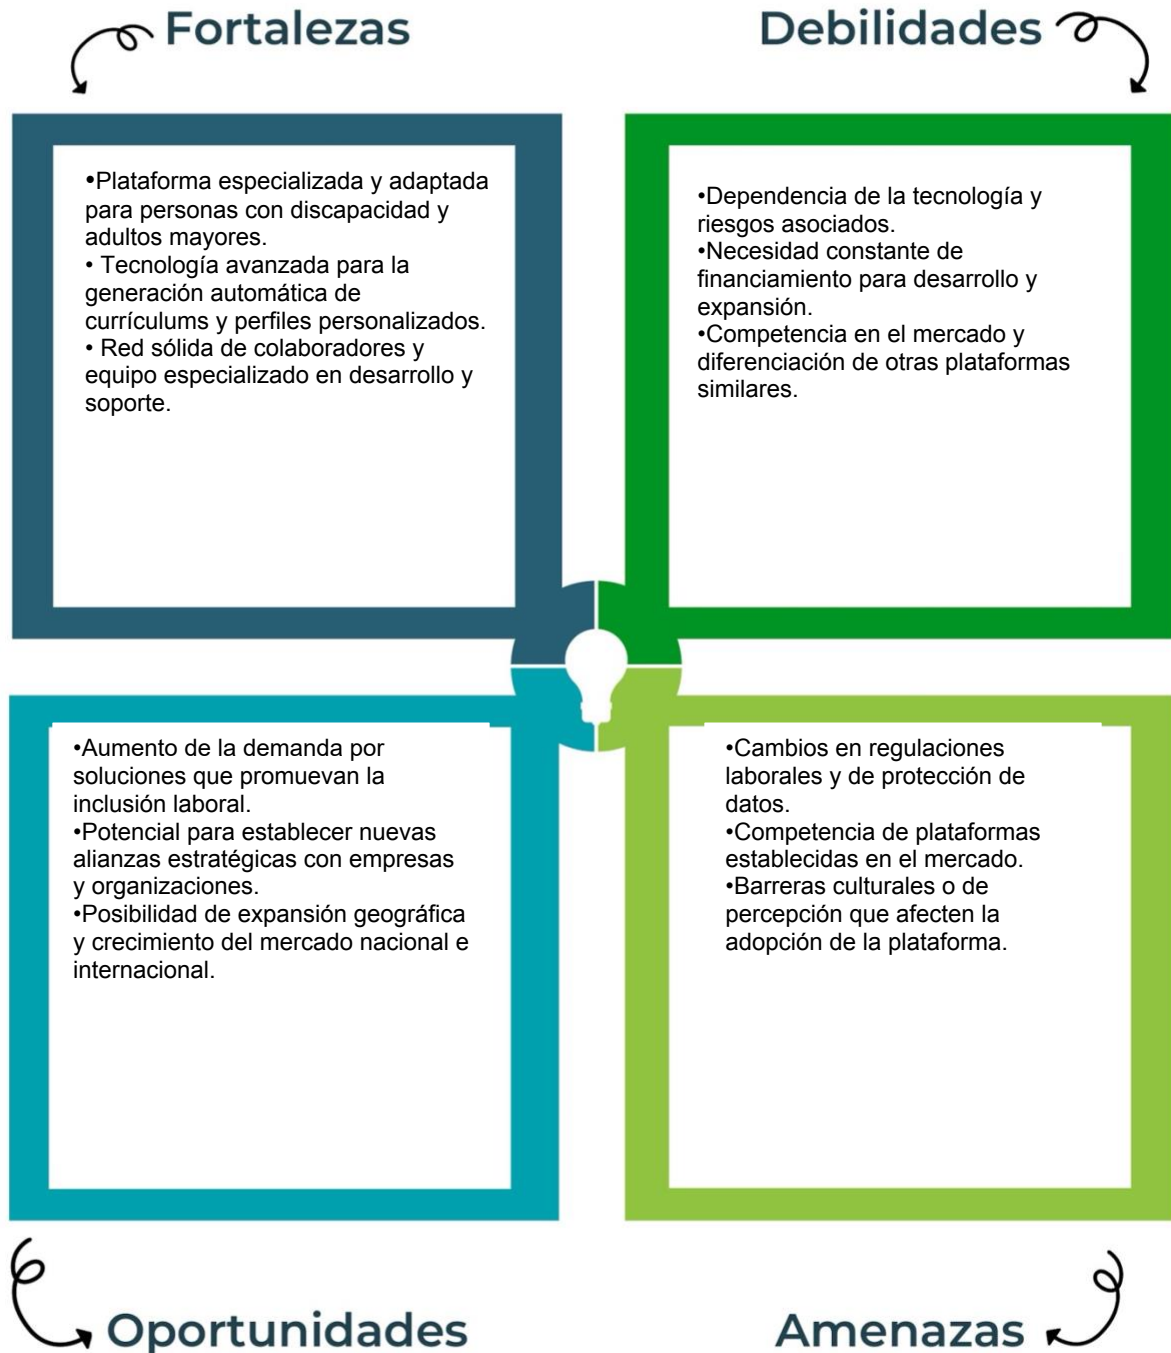 Fortalezas
•Plataforma especializada y adaptada
para personas con discapacidad y
adultos mayores.
• Tecnología avanzada para la
generación automática de
currículums y perfiles personalizados.
• Red sólida de colaboradores y
equipo especializado en desarrollo y
soporte.
Debilidades
•Dependencia de la tecnología y
riesgos asociados.
•Necesidad constante de
financiamiento para desarrollo y
expansión.
•Competencia en el mercado y
diferenciación de otras plataformas
similares.
•Aumento de la demanda por
soluciones que promuevan la
inclusión laboral.
•Potencial para establecer nuevas
alianzas estratégicas con empresas
y organizaciones.
•Posibilidad de expansión geográfica
y crecimiento del mercado nacional e
internacional.
Oportunidades
•Cambios en regulaciones
laborales y de protección de
datos.
•Competencia de plataformas
establecidas en el mercado.
•Barreras culturales o de
percepción que afecten la
adopción de la plataforma.
Amenazas